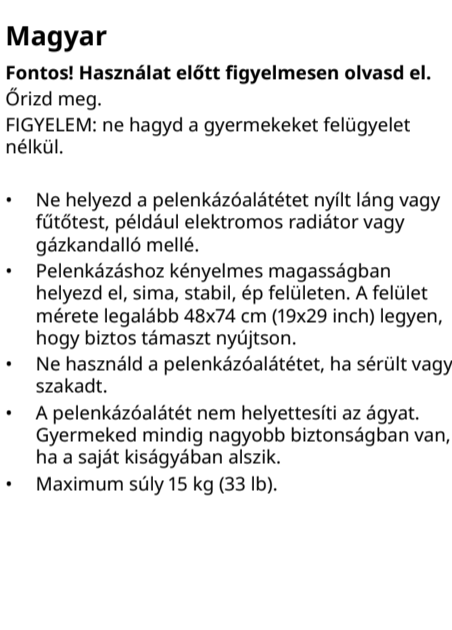 Magyar
Fontos! Használat előtt figyelmesen olvasd el.
Őrizd meg.
FIGYELEM: ne hagyd a gyermekeket felügyelet
nélkül.
• Ne helyezd a pelenkázóalátétet nyílt láng vagy
fűtőtest, például elektromos radiátor vagy
gázkandalló mellé.
• Pelenkázáshoz kényelmes magasságban
helyezd el, sima, stabil, ép felületen. A felület
mérete legalább 48x74 cm (19x29 inch) legyen,
hogy biztos támaszt nyújtson.
• Ne használd a pelenkázóalátétet, ha sérült vagy
szakadt.
• A pelenkázóalátét nem helyettesíti az ágyat.
Gyermeked mindig nagyobb biztonságban van,
ha a saját kiságyában alszik.
• Maximum súly 15 kg (33 lb).